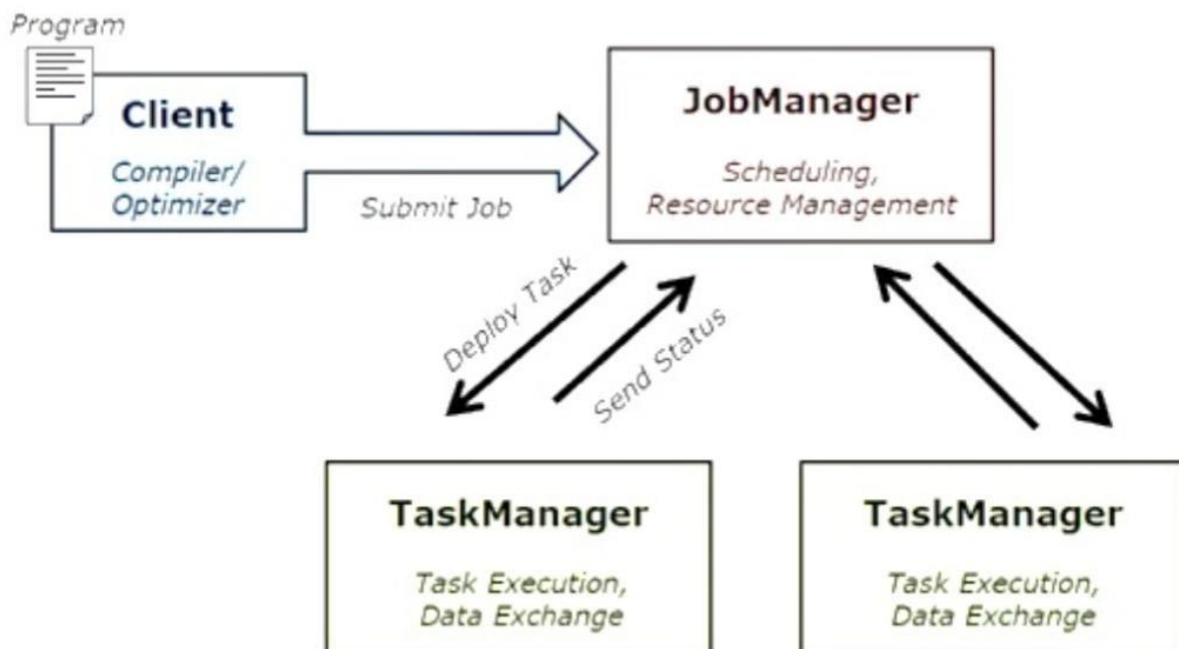 Program
Client
Compiler/
Optimizer
Submit Job
JobManager
Scheduling,
Resource Management
Deploy Task
Send Status
TaskManager
Task Execution,
Data Exchange
TaskManager
Task Execution,
Data Exchange